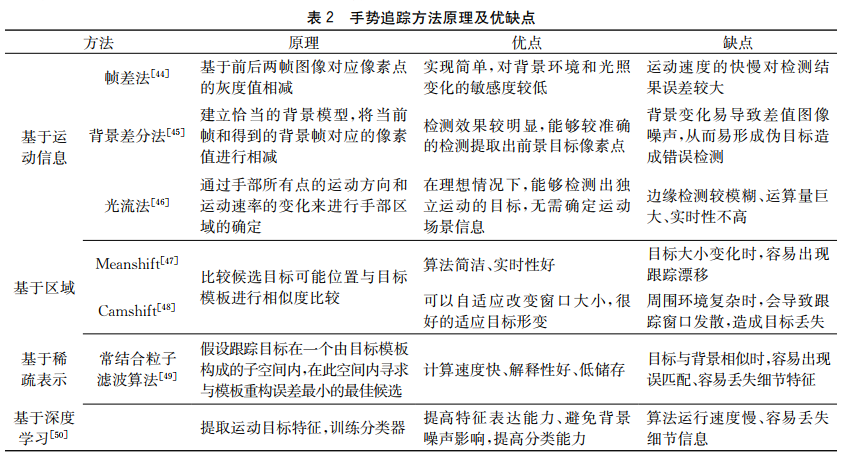 表 2 手势追踪方法原理及优缺点
方法 原理 优点 缺点
基于运动信息
帧差法[44]
基于前后两帧图像对应像素点
的灰度值相减
实现简单,对背景环境和光照
变化的敏感度较低
运动速度的快慢对检测结
果误差较大
背景差分法[45]
建立恰当的背景模型,将当前
帧和得到的背景帧对应的像素
值进行相减
检测效果较明显,能够较准确
的检测提取出前景目标像素点
背景变化易导致差值图像
噪声,从而易形成伪目标造
成错误检测
光流法[46]
通过手部所有点的运动方向和
运动速率的变化来进行手部区
域的确定
在理想情况下,能够检测出独
立运动的目标,无需确定运动
场景信息
边缘检测较模糊、运算量巨
大、实时性不高
基于区域
Meanshift[47]
比较候选目标可能位置与目标
模板进行相似度比较
算法简洁、实时性好
目标大小变化时,容易出现
跟踪漂移
Camshift[48]
可以自适应改变窗口大小,很
好的适应目标形变
周围环境复杂时,会导致跟
踪窗口发散,造成目标丢失
基于稀
疏表示
常结合粒子
滤波算法[49]
假设跟踪目标在一个由目标模板
构成的子空间内,在此空间内寻求
与模板重构误差最小的最佳候选
计算速度快、解释性好、低储存
目标与背景相似时,容易出现
误匹配、容易丢失细节特征
基于深度
学习[50]
提取运动目标特征,训练分类器
提高特征表达能力、避免背景
噪声影响,提高分类能力
算法运行速度慢、容易丢失
细节信息